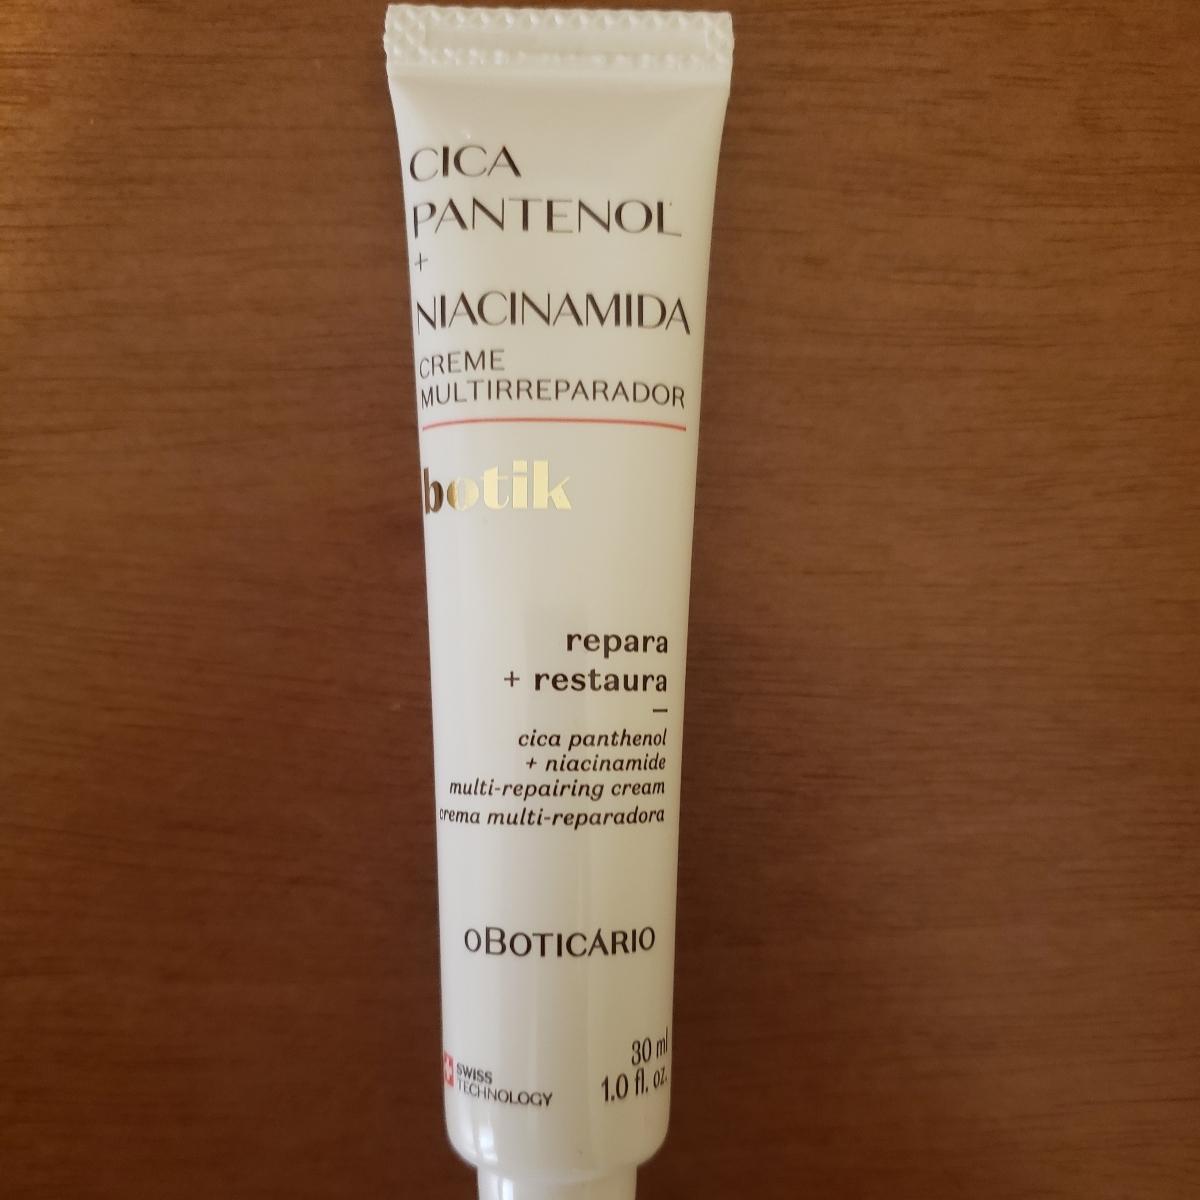 CICA
PANTENOL
+
NIACINAMIDA
CREME
MULTIRREPARADOR
botik
repara
+ restaura
cica panthenol
+ niacinamide
multi-repairing cream
crema multi-reparadora
oBOTICÁRIO
30 ml
1.0 fl. oz.
SWISS
TECHNOLOGY